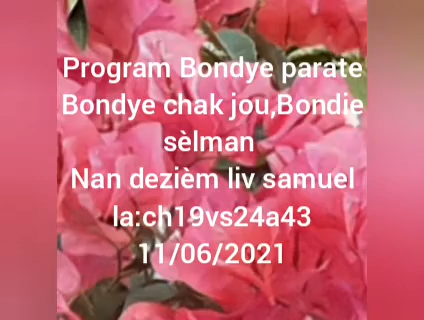 Program Bondye parate
Bondye chak jou,Bondie
sèlman
Nan dezièm liv samuel
la:ch19vs24a43
11/06/2021